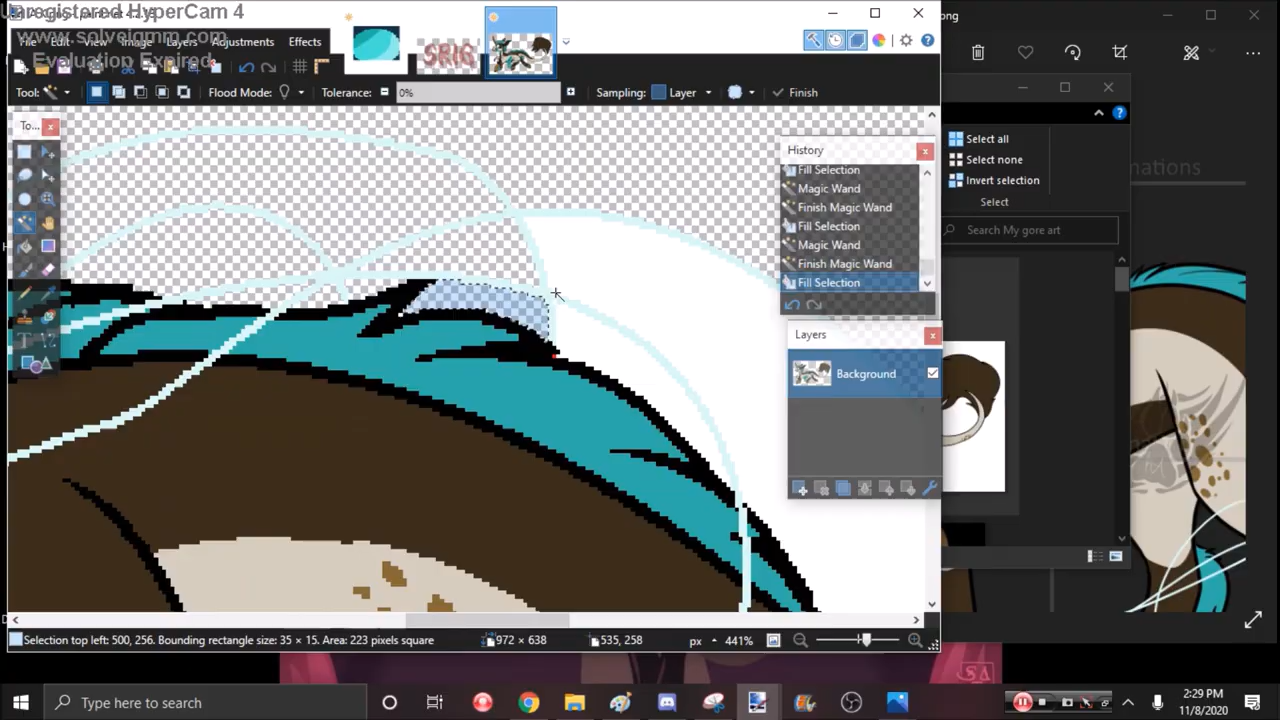 Unregistered HyperCam 4
www.solveigmm.com
Evaluation Expired
File Edit View Image Layers Adjustments Effects
ong
SRIG
Tool: Flood Mode: Tolerance: 0% Sampling: Layer Finish
To...
History
Fill Selection
Magic Wand
Finish Magic Wand
Fill Selection
Magic Wand
Finish Magic Wand
Fill Selection
Layers
Background
Select all
Select none
Invert selection
Select
mations
Search My gore art
Selection top left: 500, 256. Bounding rectangle size: 35 × 15. Area: 223 pixels square
972 × 638
535, 258
px
441%
SA
Type here to search
2:29 PM
11/8/2020